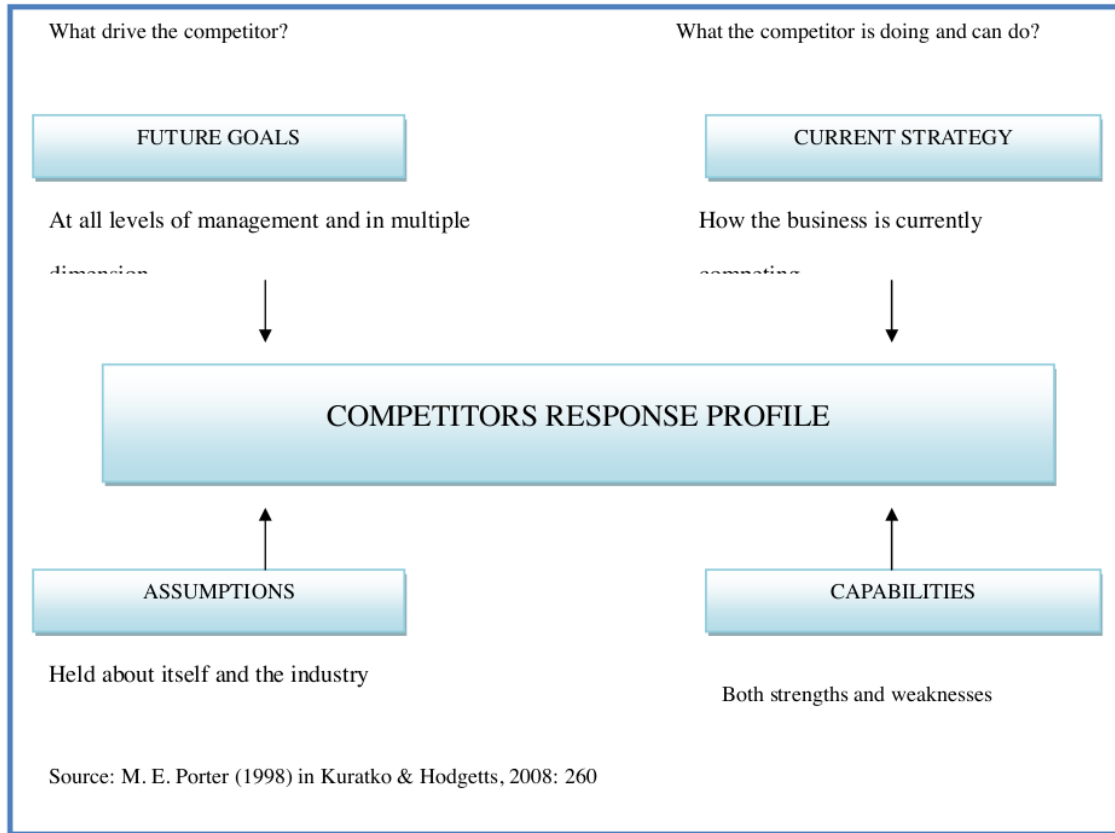 What drive the competitor?
What the competitor is doing and can do?
FUTURE GOALS
CURRENT STRATEGY
At all levels of management and in multiple
dimension
How the business is currently
competing
COMPETITORS RESPONSE PROFILE
ASSUMPTIONS
CAPABILITIES
Held about itself and the industry
Both strengths and weaknesses
Source: M. E. Porter (1998) in Kuratko & Hodgetts, 2008: 260